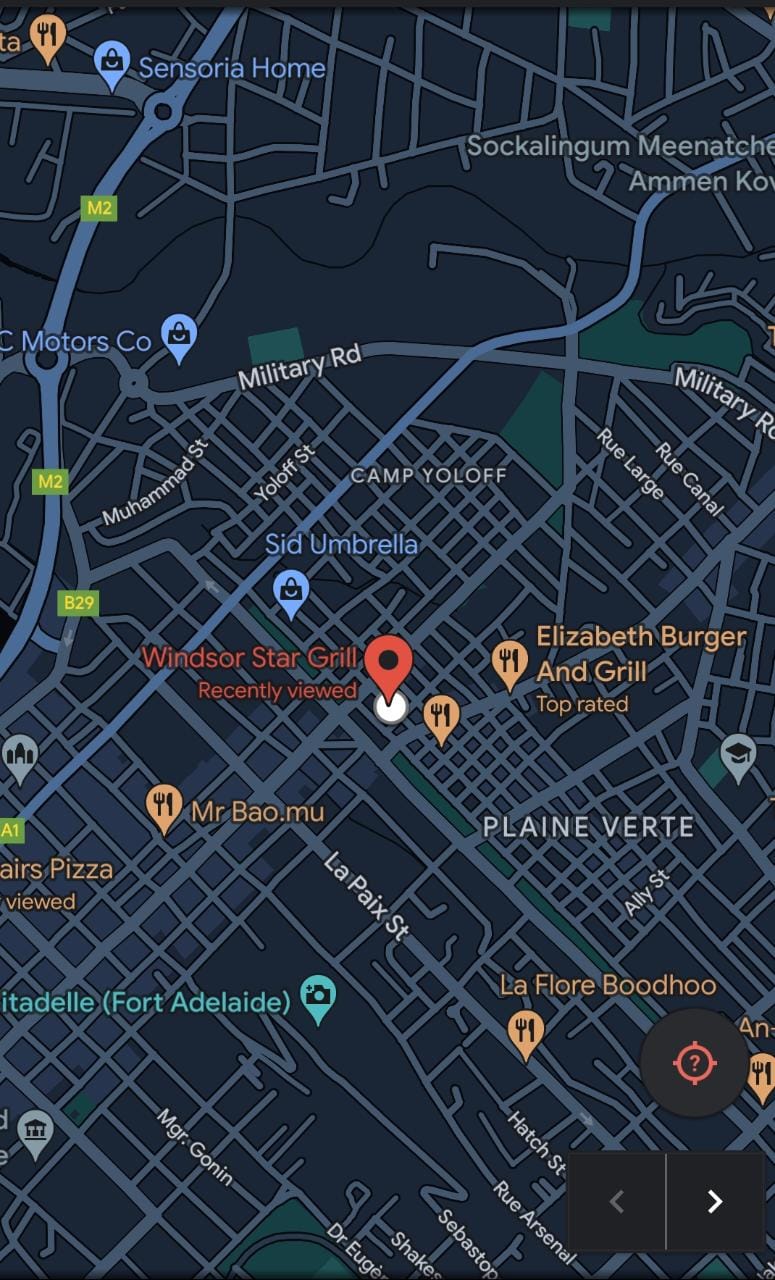 ta
Sensoria Home
Sockalingum Meenatche
Ammen Kov
M2
C Motors Co
Military Rd
Military Rd
Muhammad St
Yoloff St
CAMP YOLOFF
Rue Large
Rue Canal
M2
Sid Umbrella
B29
Windsor Star Grill
Recently viewed
Elizabeth Burger
And Grill
Top rated
Mr Bao.mu
PLAINE VERTE
A1
airs Pizza
viewed
La Paix St
Ally St
itadelle (Fort Adelaide)
La Flore Boodhoo
An-
?
d
e
Mgr. Gonin
Hatch St
Rue Arsenal
Sebastop
Shakes
Dr Eugèn